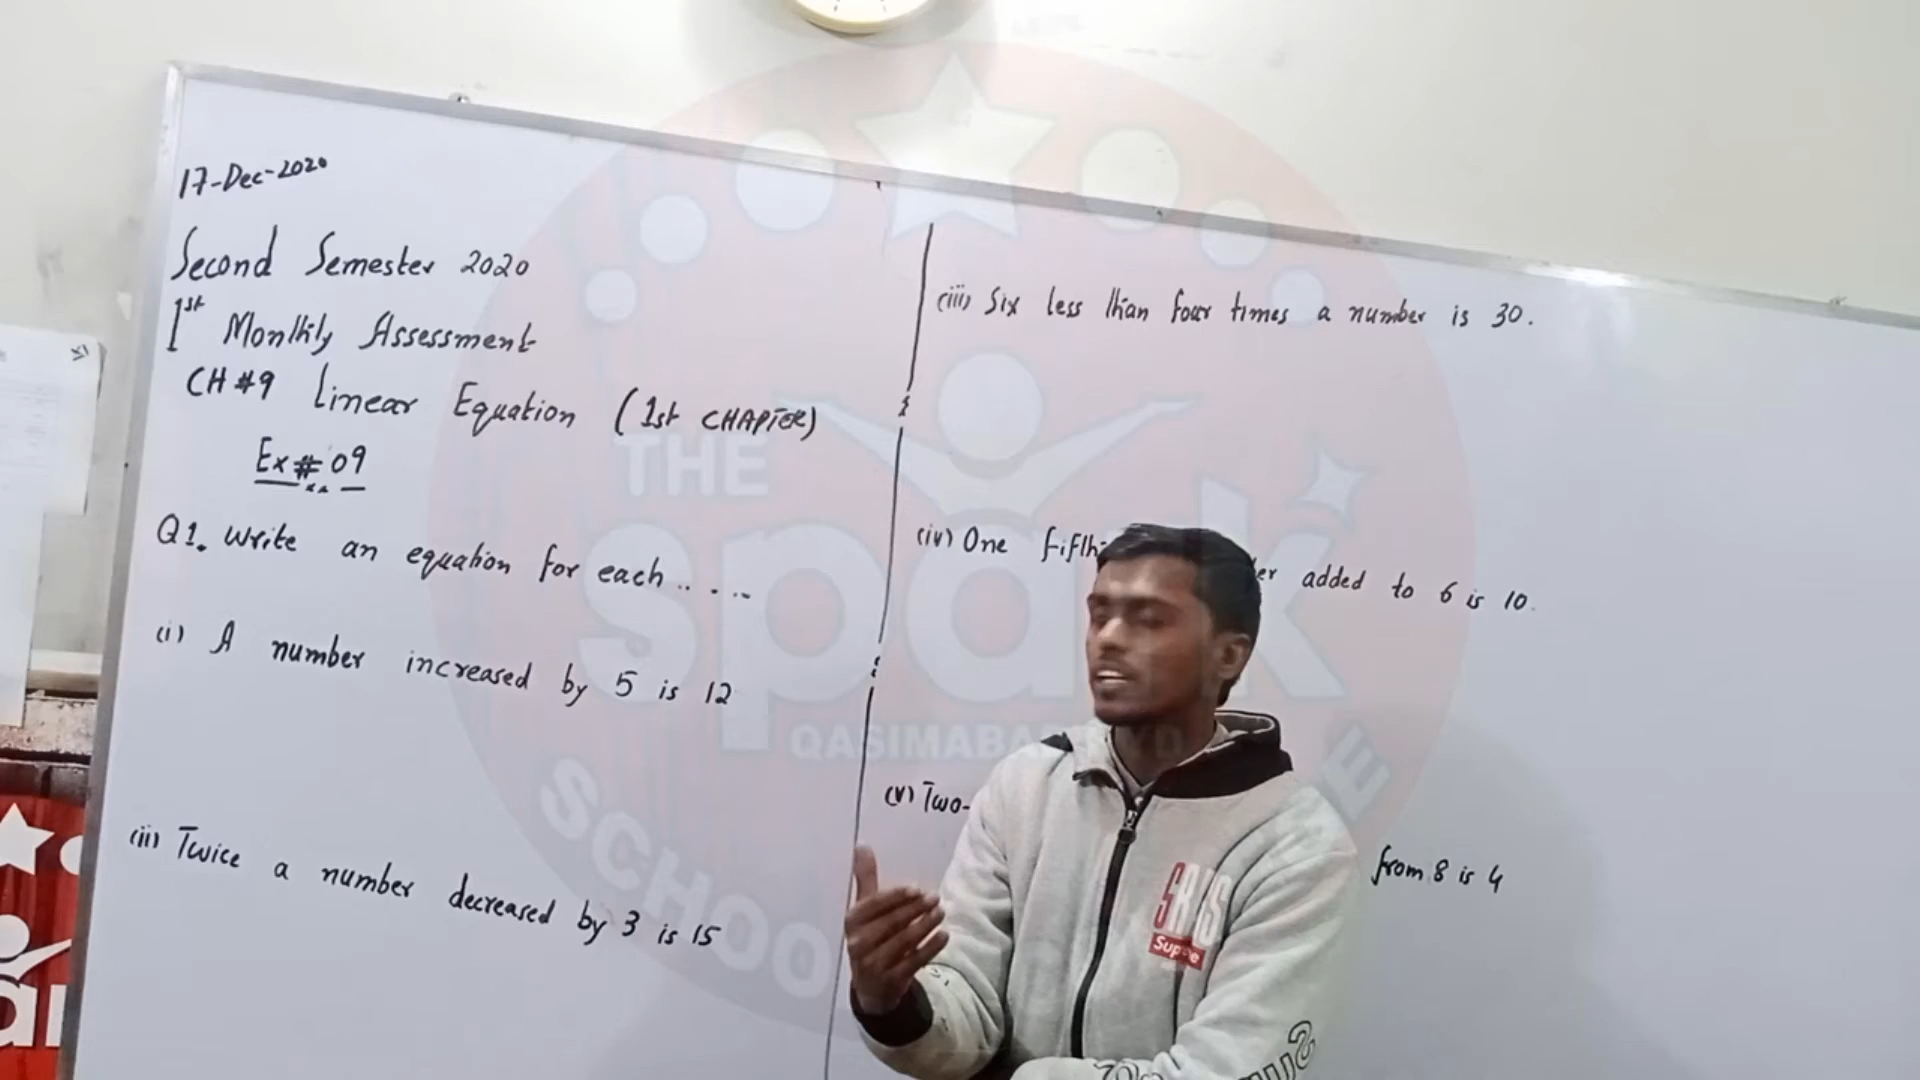 17-Dec-2020
Second Semester 2020
1st Monthly Assessment
CH #9 Linear Equation (1st CHAPTER)
Ex # 09
Q1. Write an equation for each .....
(i) A number increased by 5 is 12
(ii) Twice a number decreased by 3 is 15
(iii) Six less than four times a number is 30.
(iv) One fifth added to 6 is 10.
(v) Two- from 8 is 4
THE
spark
QASIMABAD
SCHOO
SRKS
Supreme